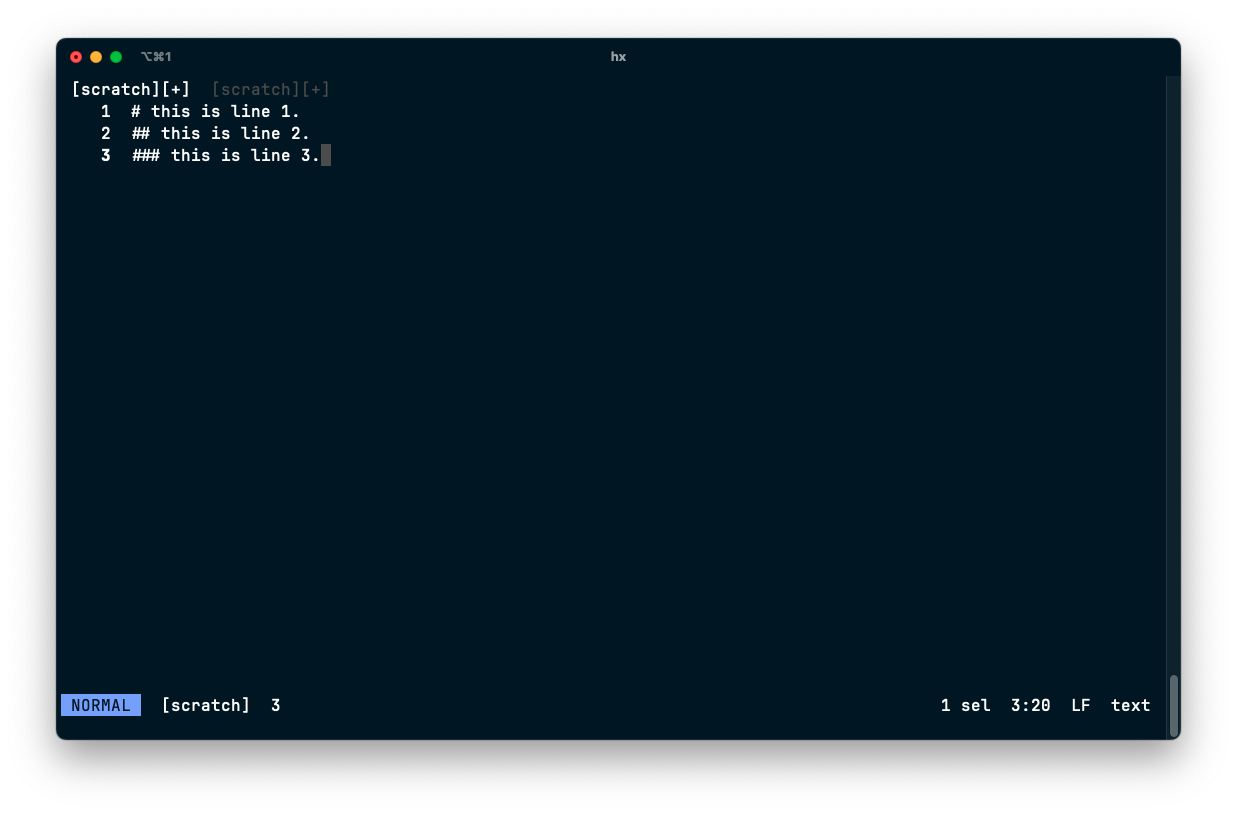 ⌥⌘1 hx
[scratch][+] [scratch][+]
1 # this is line 1.
2 ## this is line 2.
3 ### this is line 3.
NORMAL [scratch] 3 1 sel 3:20 LF text